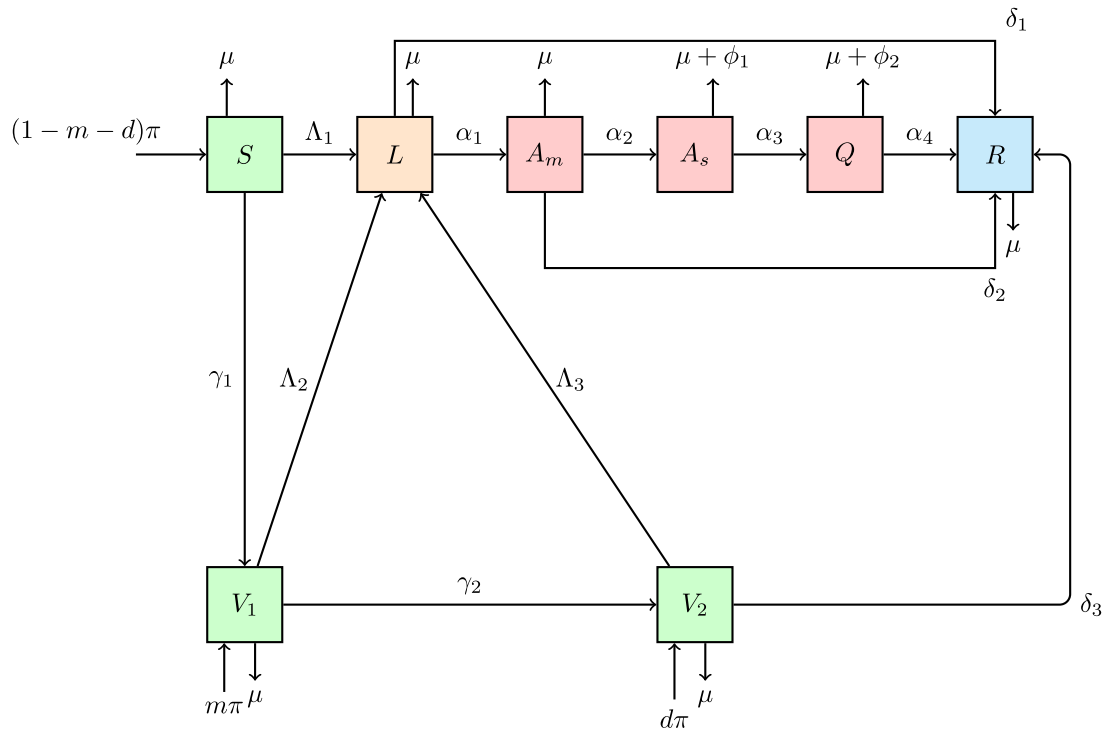 δ₁
μ
μ
μ
μ + ϕ₁
μ + ϕ₂
(1 − m − d)π
S
Λ₁
L
α₁
Aₘ
α₂
Aₛ
α₃
Q
α₄
R
μ
δ₂
γ₁
Λ₂
Λ₃
V₁
γ₂
V₂
δ₃
mπ
μ
dπ
μ